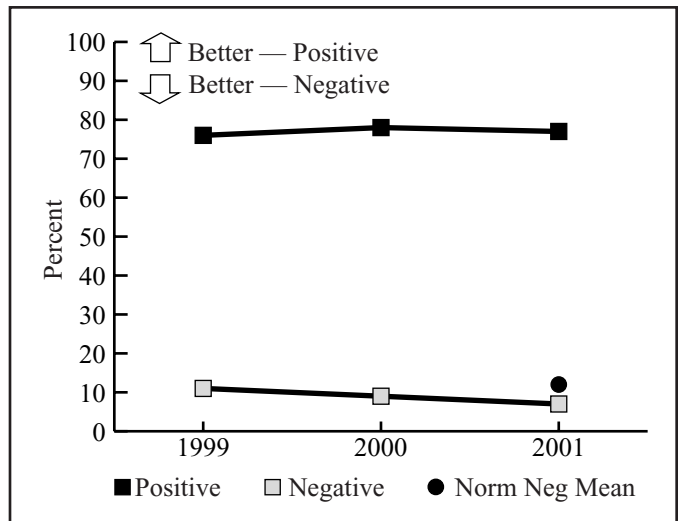 100
90
80
70
60
50
40
30
20
10
0
Percent
Better — Positive
Better — Negative
1999 2000 2001
Positive Negative Norm Neg Mean